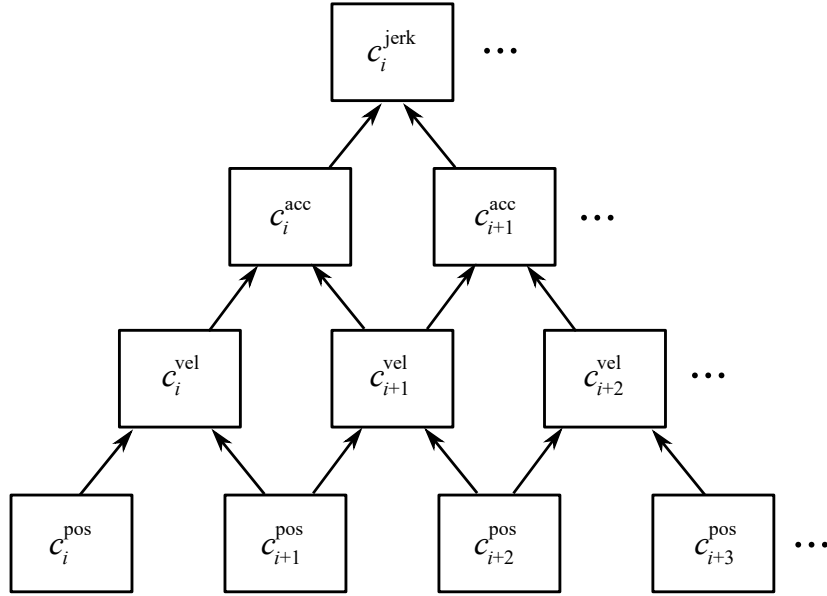 c_i^jerk ...
c_i^acc c_{i+1}^acc ...
c_i^vel c_{i+1}^vel c_{i+2}^vel ...
c_i^pos c_{i+1}^pos c_{i+2}^pos c_{i+3}^pos ...